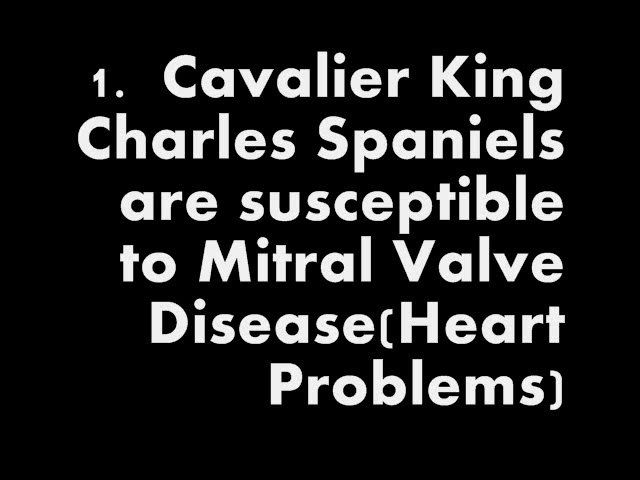 1. Cavalier King
Charles Spaniels
are susceptible
to Mitral Valve
Disease(Heart
Problems)